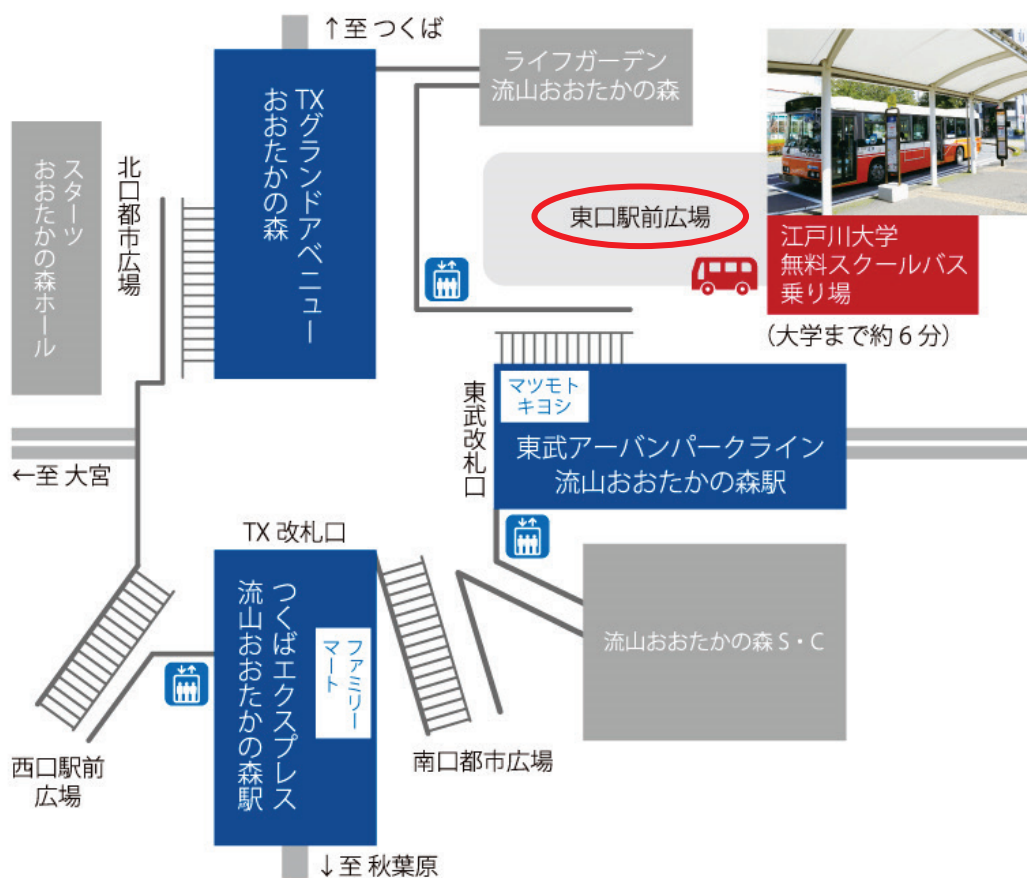 ↑至 つくば
ライフガーデン
流山おおたかの森
TXグランドアベニュー
おおたかの森
北口都市広場
スターツ
おおたかの森ホール
東口駅前広場
江戸川大学
無料スクールバス
乗り場
(大学まで約6分)
マツモト
キヨシ
東武改札口
東武アーバンパークライン
流山おおたかの森駅
←至 大宮
TX 改札口
つくばエクスプレス
流山おおたかの森駅
ファミリー
マート
流山おおたかの森 S・C
西口駅前
広場
南口都市広場
↓至 秋葉原